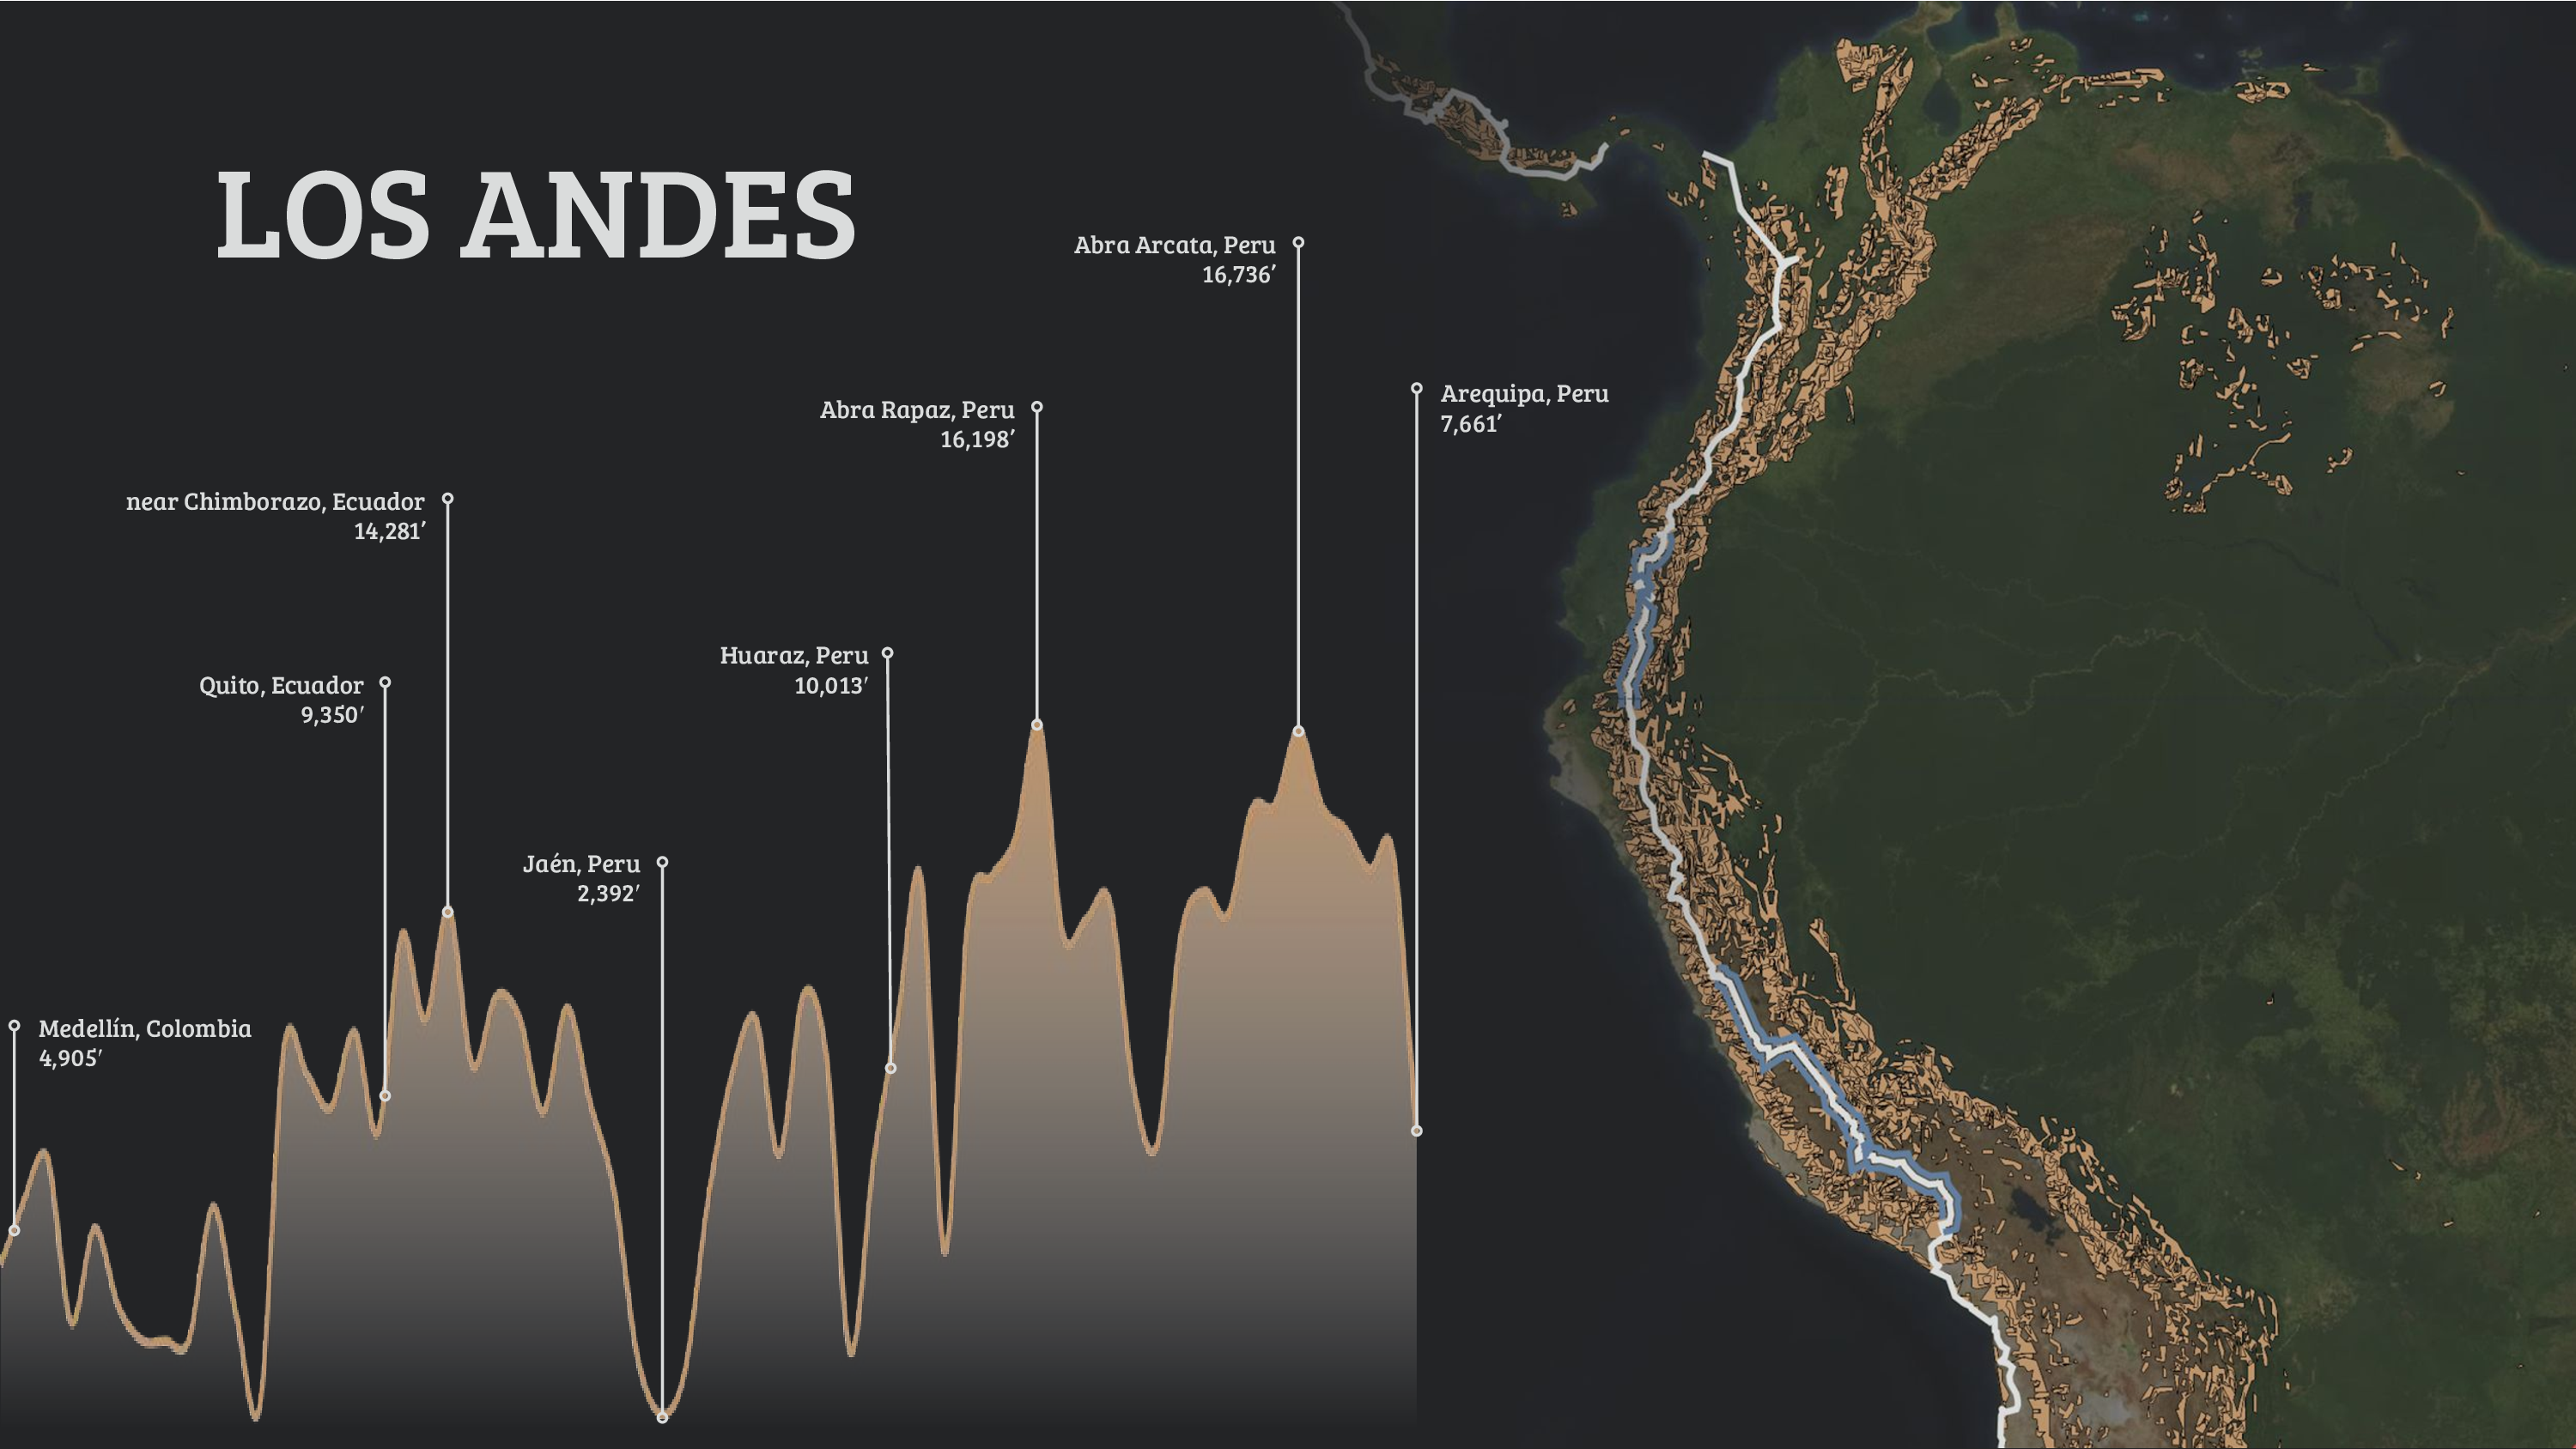 LOS ANDES
Abra Arcata, Peru
16,736′
Arequipa, Peru
7,661′
Abra Rapaz, Peru
16,198′
near Chimborazo, Ecuador
14,281′
Huaraz, Peru
10,013′
Quito, Ecuador
9,350′
Jaén, Peru
2,392′
Medellín, Colombia
4,905′